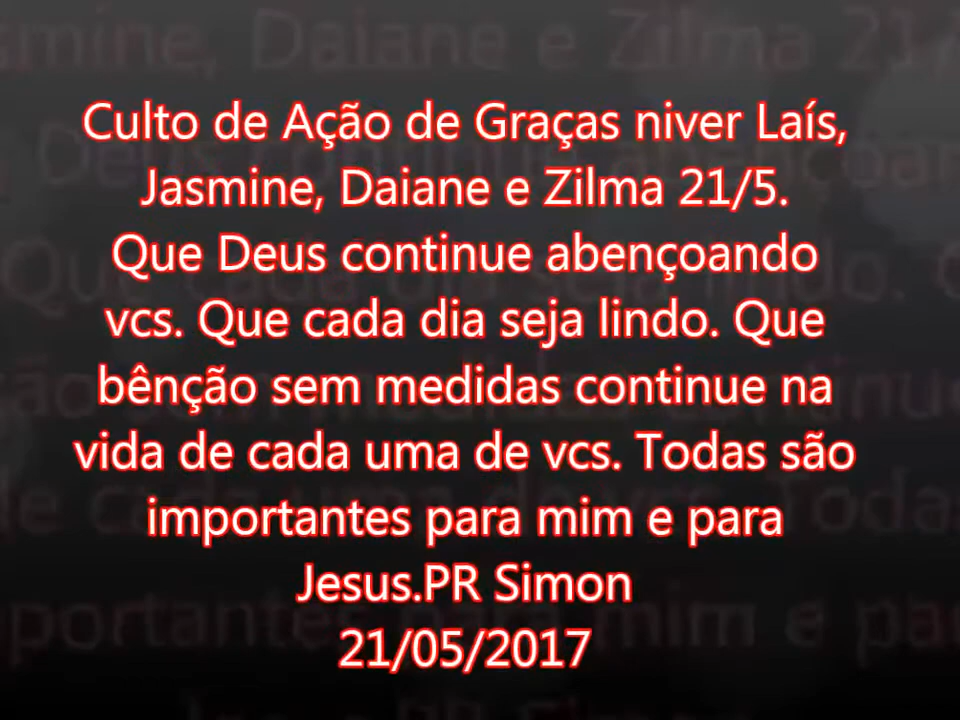 Culto de Ação de Graças niver Laís,
Jasmine, Daiane e Zilma 21/5.
Que Deus continue abençoando
vcs. Que cada dia seja lindo. Que
bênção sem medidas continue na
vida de cada uma de vcs. Todas são
importantes para mim e para
Jesus.PR Simon
21/05/2017